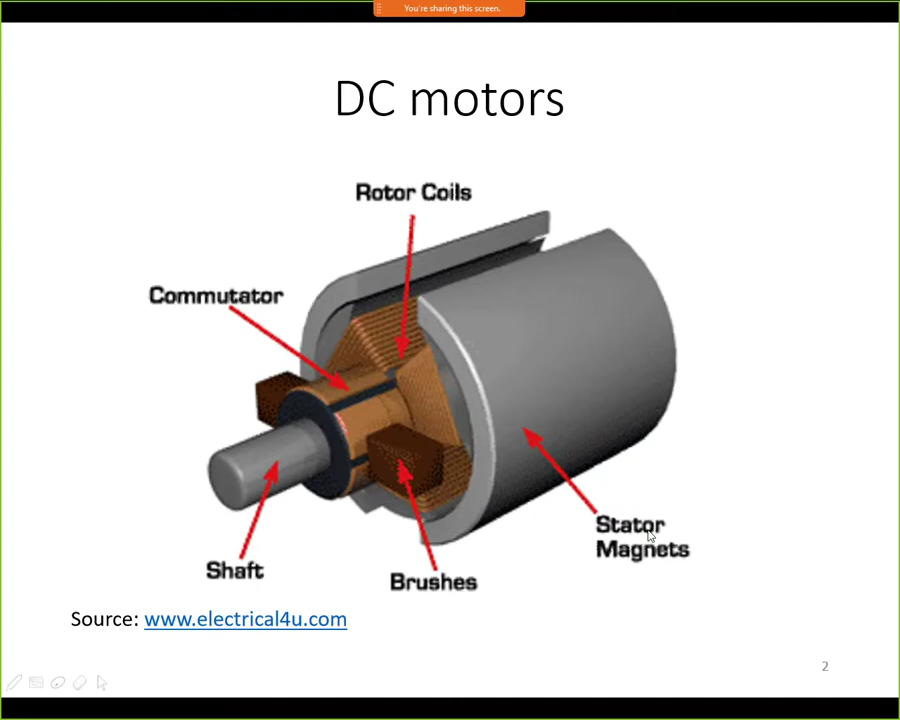 You're sharing this screen.
DC motors
Rotor Coils
Commutator
Stator
Magnets
Shaft
Brushes
Source: www.electrical4u.com
2